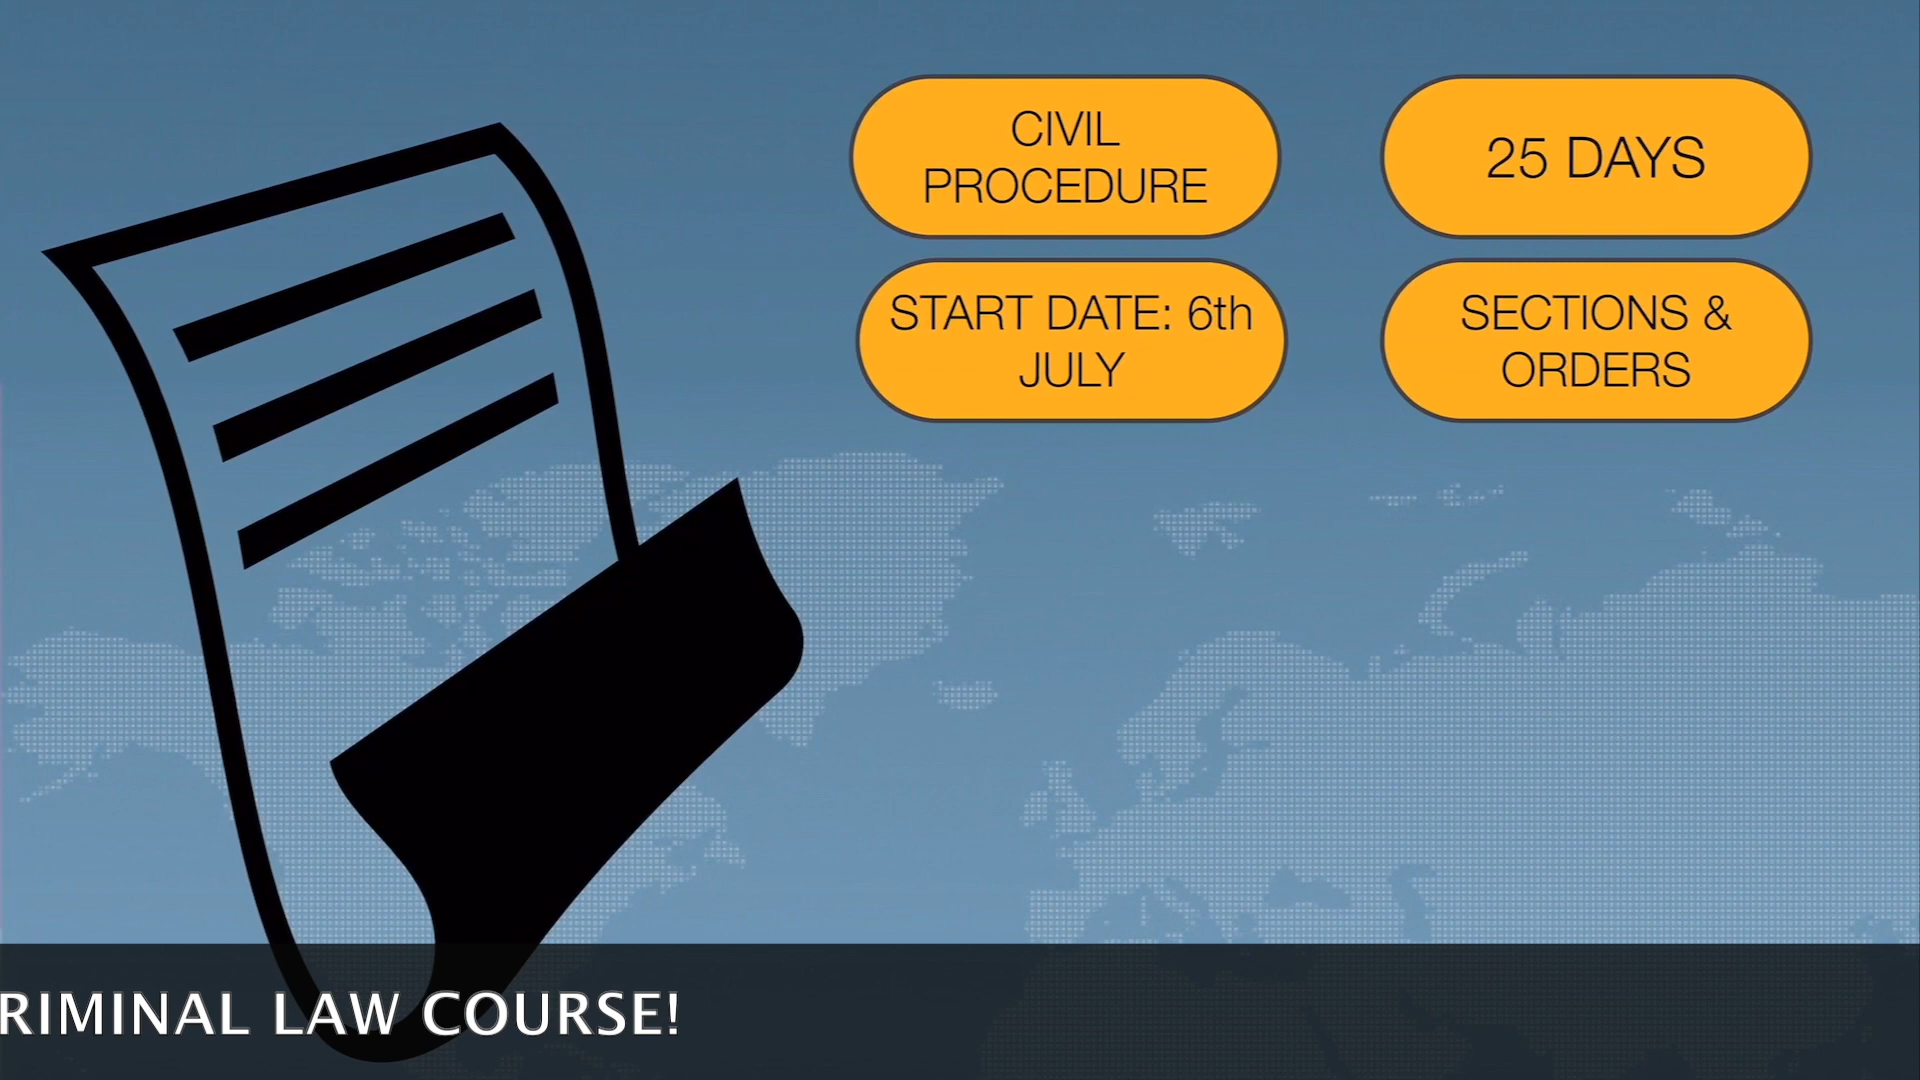 CIVIL
PROCEDURE
25 DAYS
START DATE: 6th
JULY
SECTIONS &
ORDERS
RIMINAL LAW COURSE!